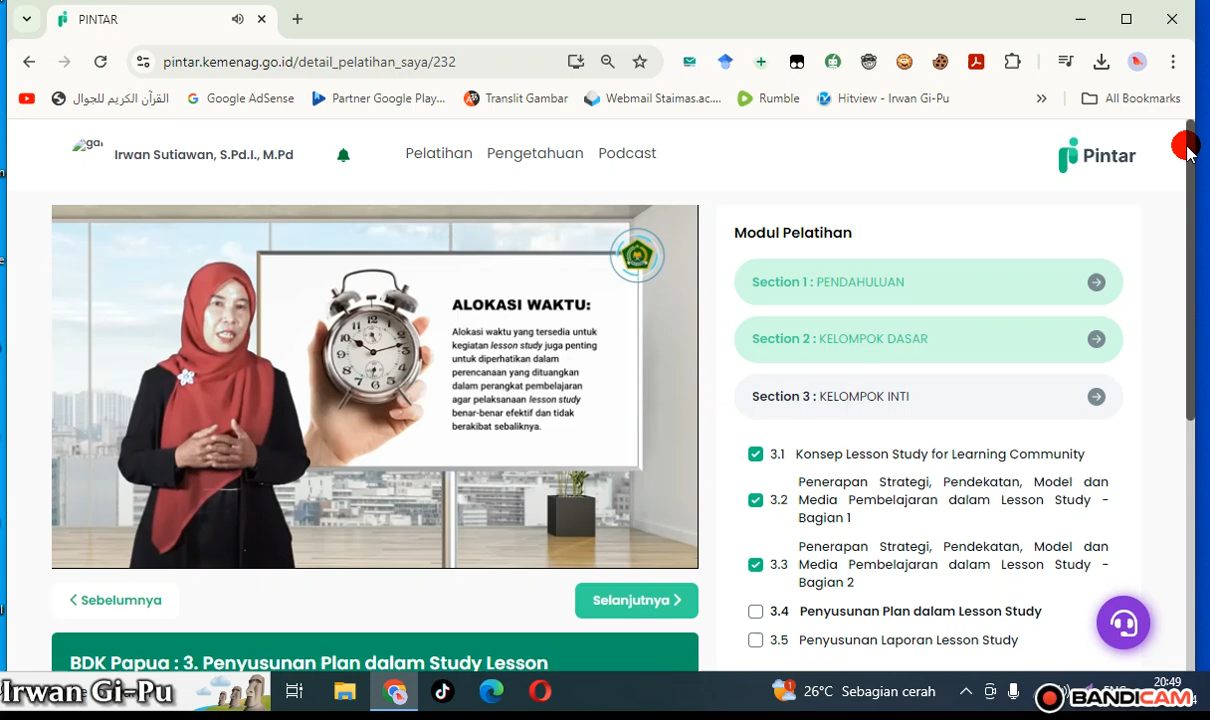 PINTAR
pintar.kemenag.go.id/detail_pelatihan_saya/232
القرآن الكريم للجوال
Google AdSense
Partner Google Play...
Translit Gambar
Webmail Staimas.ac....
Rumble
Hitview - Irwan Gi-Pu
All Bookmarks
Irwan Sutiawan, S.Pd.I., M.Pd
Pelatihan
Pengetahuan
Podcast
Pintar
ALOKASI WAKTU:
Alokasi waktu yang tersedia untuk
kegiatan lesson study juga penting
untuk diperhatikan dalam
perencanaan yang dituangkan
dalam perangkat pembelajaran
agar pelaksanaan lesson study
benar-benar efektif dan tidak
berakibat sebaliknya.
Sebelumnya
Selanjutnya
BDK Papua : 3. Penyusunan Plan dalam Study Lesson
Modul Pelatihan
Section 1 : PENDAHULUAN
Section 2 : KELOMPOK DASAR
Section 3 : KELOMPOK INTI
3.1 Konsep Lesson Study for Learning Community
3.2 Penerapan Strategi, Pendekatan, Model dan
Media Pembelajaran dalam Lesson Study -
Bagian 1
3.3 Penerapan Strategi, Pendekatan, Model dan
Media Pembelajaran dalam Lesson Study -
Bagian 2
3.4 Penyusunan Plan dalam Lesson Study
3.5 Penyusunan Laporan Lesson Study
Irwan Gi-Pu
26°C Sebagian cerah
20:49
BANDICAM